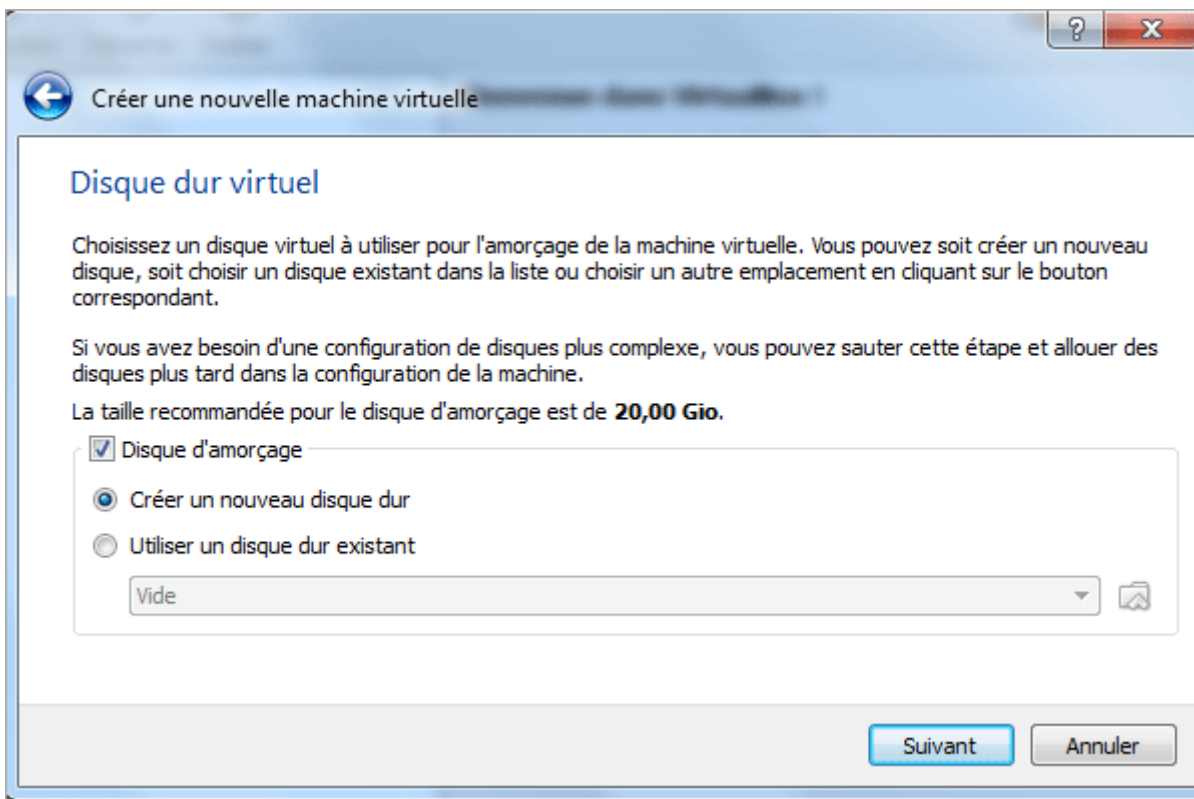 ?
Créer une nouvelle machine virtuelle
Disque dur virtuel
Choisissez un disque virtuel à utiliser pour l'amorçage de la machine virtuelle. Vous pouvez soit créer un nouveau
disque, soit choisir un disque existant dans la liste ou choisir un autre emplacement en cliquant sur le bouton
correspondant.
Si vous avez besoin d'une configuration de disques plus complexe, vous pouvez sauter cette étape et allouer des
disques plus tard dans la configuration de la machine.
La taille recommandée pour le disque d'amorçage est de 20,00 Gio.
Disque d'amorçage
Créer un nouveau disque dur
Utiliser un disque dur existant
Vide
Suivant Annuler